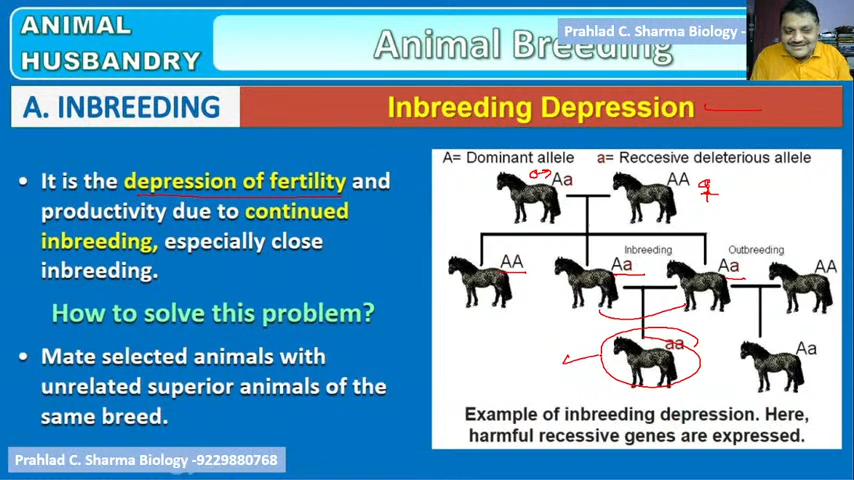 ANIMAL
HUSBANDRY
Animal Breeding
Prahlad C. Sharma Biology -
A. INBREEDING
Inbreeding Depression
• It is the depression of fertility and
productivity due to continued
inbreeding, especially close
inbreeding.
How to solve this problem?
• Mate selected animals with
unrelated superior animals of the
same breed.
A= Dominant allele a= Reccesive deleterious allele
Aa AA
Inbreeding Outbreeding
AA Aa Aa AA
aa Aa
Example of inbreeding depression. Here,
harmful recessive genes are expressed.
Prahlad C. Sharma Biology -9229880768